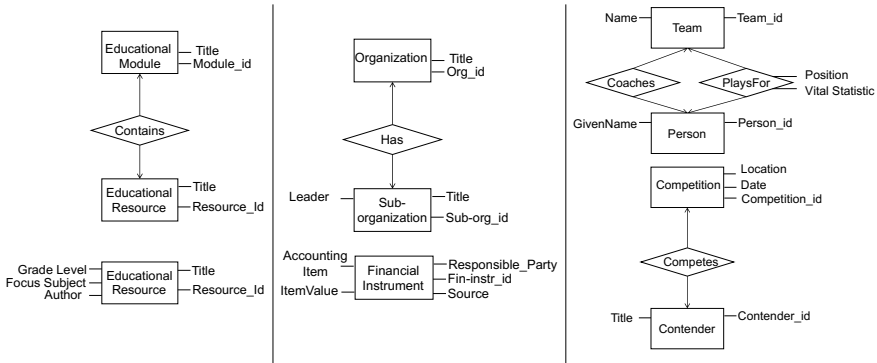 Educational
Module
Title
Module_id
Contains
Educational
Resource
Title
Resource_Id
Grade Level
Focus Subject
Author
Educational
Resource
Title
Resource_Id
Organization
Title
Org_id
Has
Leader
Sub-
organization
Title
Sub-org_id
Accounting
Item
ItemValue
Financial
Instrument
Responsible_Party
Fin-instr_id
Source
Name
Team
Team_id
Coaches
PlaysFor
Position
Vital Statistic
GivenName
Person
Person_id
Competition
Location
Date
Competition_id
Competes
Title
Contender
Contender_id